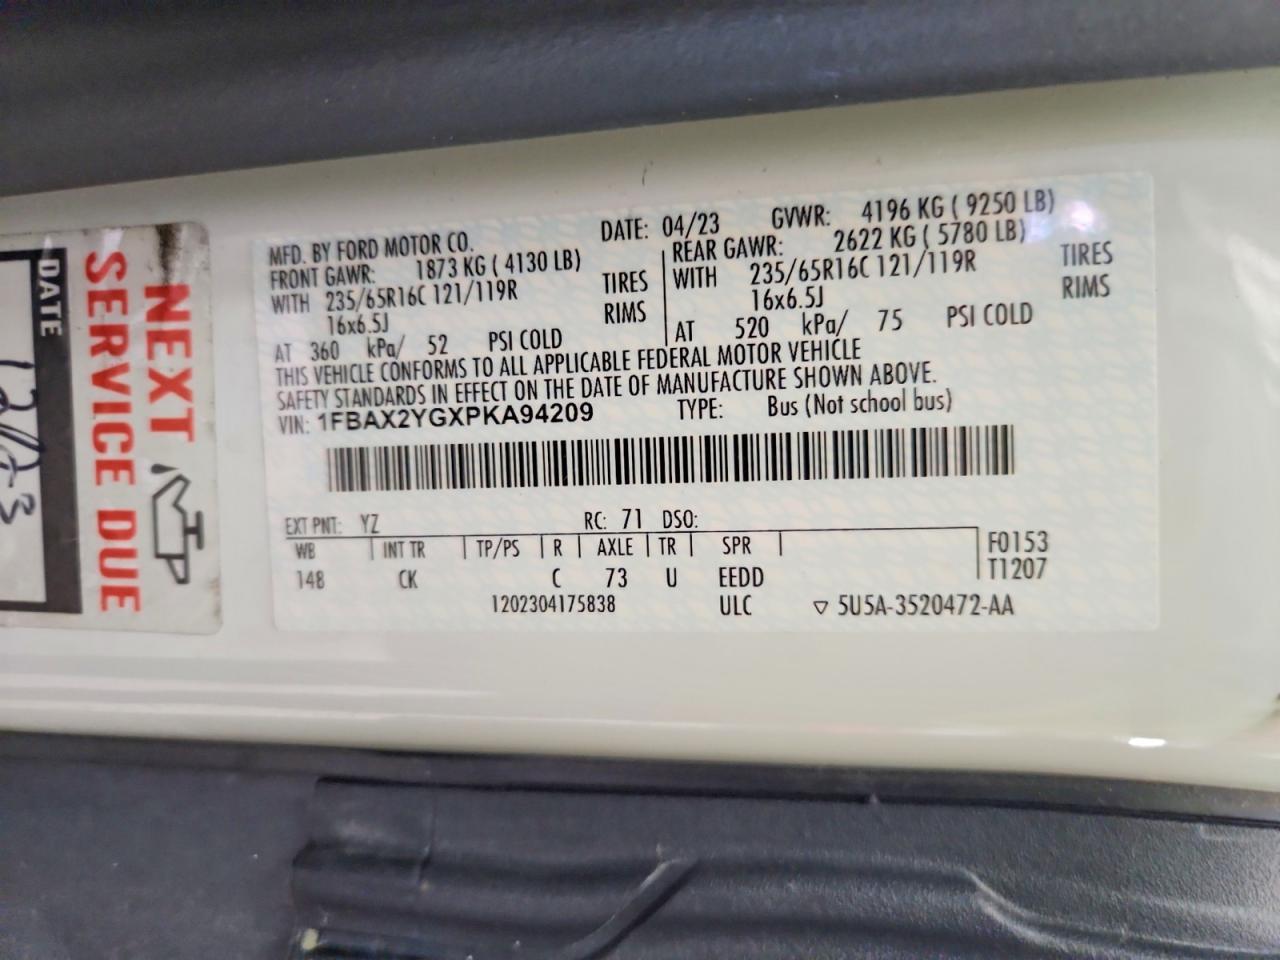 NEXT
SERVICE DUE
DATE
MFD. BY FORD MOTOR CO. DATE: 04/23 GVWR: 4196 KG ( 9250 LB)
FRONT GAWR: 1873 KG ( 4130 LB) REAR GAWR: 2622 KG ( 5780 LB)
WITH 235/65R16C 121/119R TIRES WITH 235/65R16C 121/119R TIRES
16x6.5J RIMS 16x6.5J RIMS
AT 360 kPa/ 52 PSI COLD AT 520 kPa/ 75 PSI COLD
THIS VEHICLE CONFORMS TO ALL APPLICABLE FEDERAL MOTOR VEHICLE
SAFETY STANDARDS IN EFFECT ON THE DATE OF MANUFACTURE SHOWN ABOVE.
VIN: 1FBAX2YGXPKA94209 TYPE: Bus (Not school bus)
EXT PNT: YZ RC: 71 DSO:
WB INT TR TP/PS R AXLE TR SPR F0153
148 CK C 73 U EEDD T1207
1202304175838 ULC ▽ 5U5A-3520472-AA